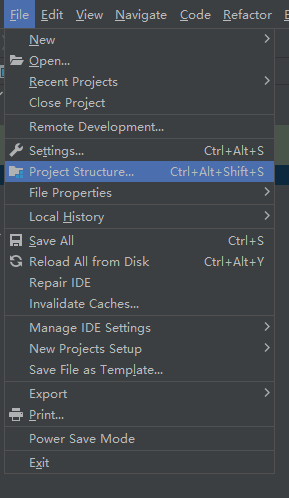 File Edit View Navigate Code Refactor
New
Open...
Recent Projects
Close Project
Remote Development...
Settings... Ctrl+Alt+S
Project Structure... Ctrl+Alt+Shift+S
File Properties
Local History
Save All Ctrl+S
Reload All from Disk Ctrl+Alt+Y
Repair IDE
Invalidate Caches...
Manage IDE Settings
New Projects Setup
Save File as Template...
Export
Print...
Power Save Mode
Exit